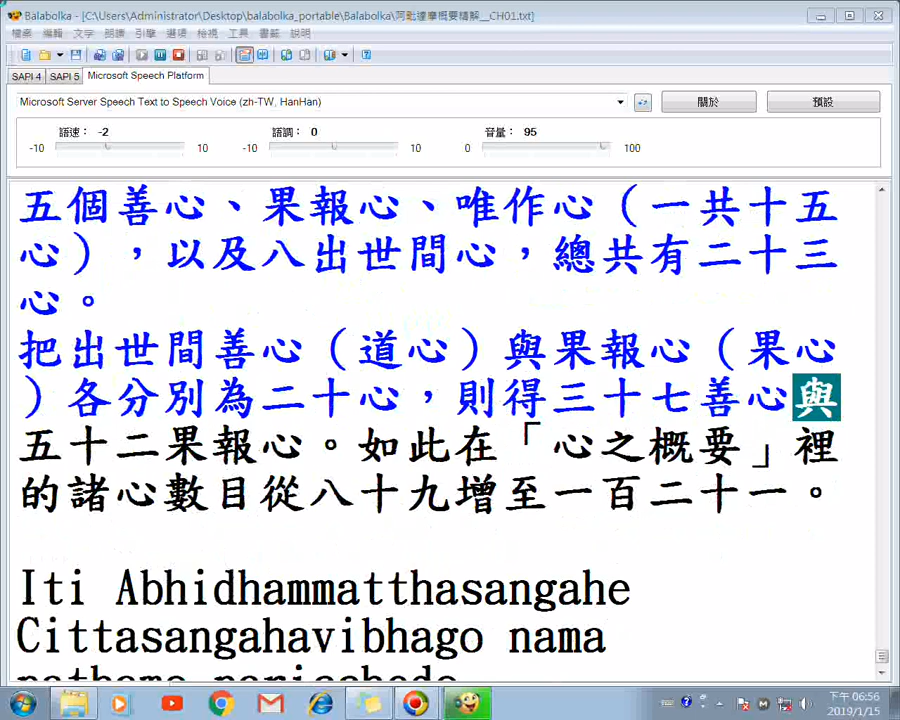 Balabolka - [C:\Users\Administrator\Desktop\balabolka_portable\Balabolka\阿毗達摩概要精解__CH01.txt]
檔案 編輯 文字 朗讀 引擎 選項 檢視 工具 書籤 說明
SAPI 4 SAPI 5 Microsoft Speech Platform
Microsoft Server Speech Text to Speech Voice (zh-TW, HanHan) 關於 預設
語速： -2 語調： 0 音量： 95
-10 10 -10 10 0 100
五個善心、果報心、唯作心（一共十五
心），以及八出世間心，總共有二十三
心。
把出世間善心（道心）與果報心（果心
）各分別為二十心，則得三十七善心與
五十二果報心。如此在「心之概要」裡
的諸心數目從八十九增至一百二十一。
Iti Abhidhammatthasangahe
Cittasangahavibhago nama
pathamo paricchedo
下午 06:56
2019/1/15